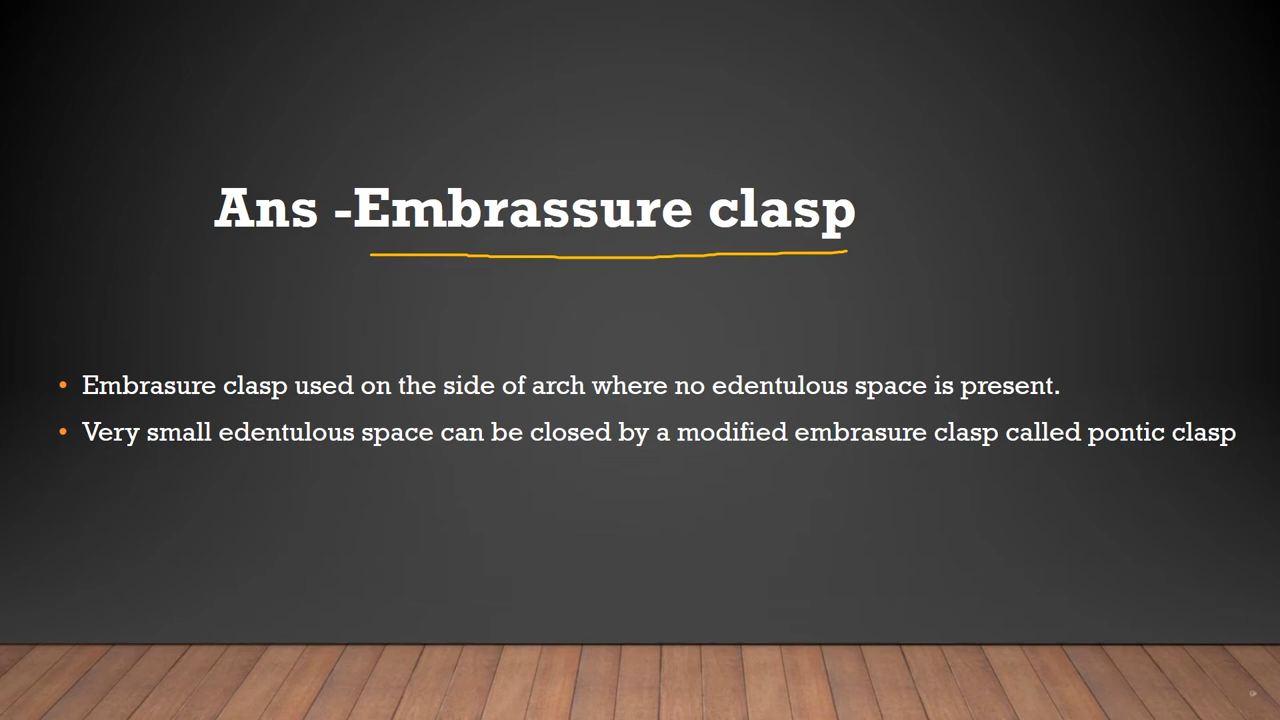 Ans -Embrassure clasp
• Embrasure clasp used on the side of arch where no edentulous space is present.
• Very small edentulous space can be closed by a modified embrasure clasp called pontic clasp